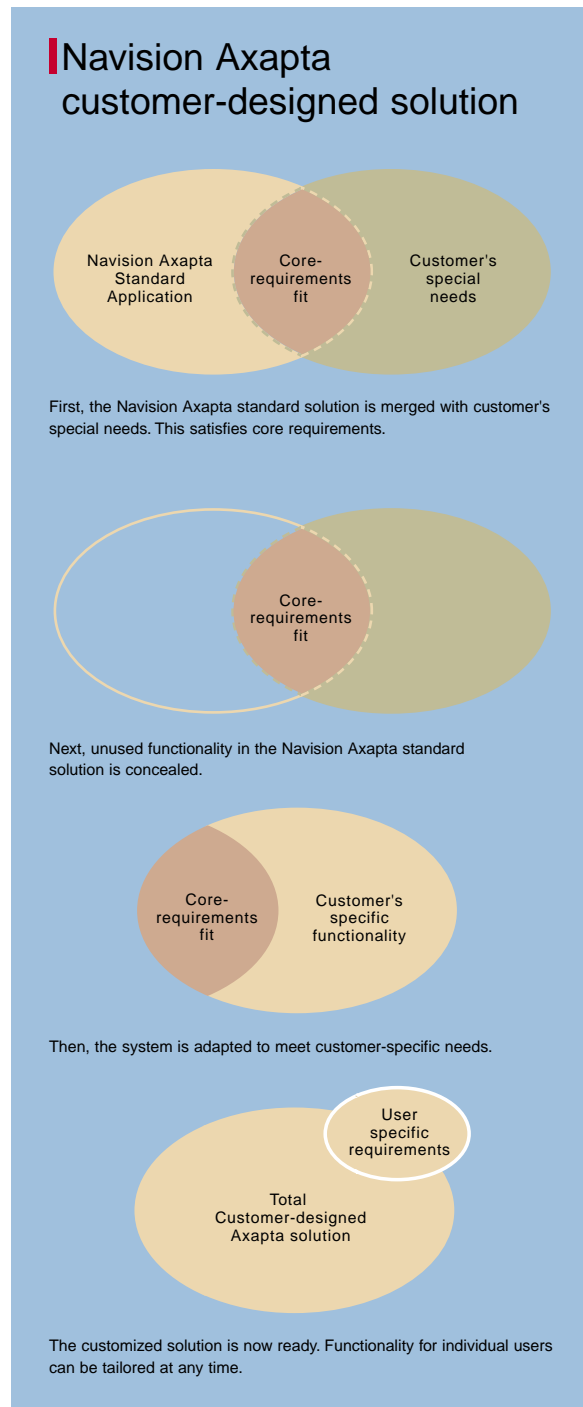 Navision Axapta
customer-designed solution
Navision Axapta
Standard
Application
Core-
requirements
fit
Customer's
special
needs
First, the Navision Axapta standard solution is merged with customer's
special needs. This satisfies core requirements.
Core-
requirements
fit
Next, unused functionality in the Navision Axapta standard
solution is concealed.
Core-
requirements
fit
Customer's
specific
functionality
Then, the system is adapted to meet customer-specific needs.
User
specific
requirements
Total
Customer-designed
Axapta solution
The customized solution is now ready. Functionality for individual users
can be tailored at any time.